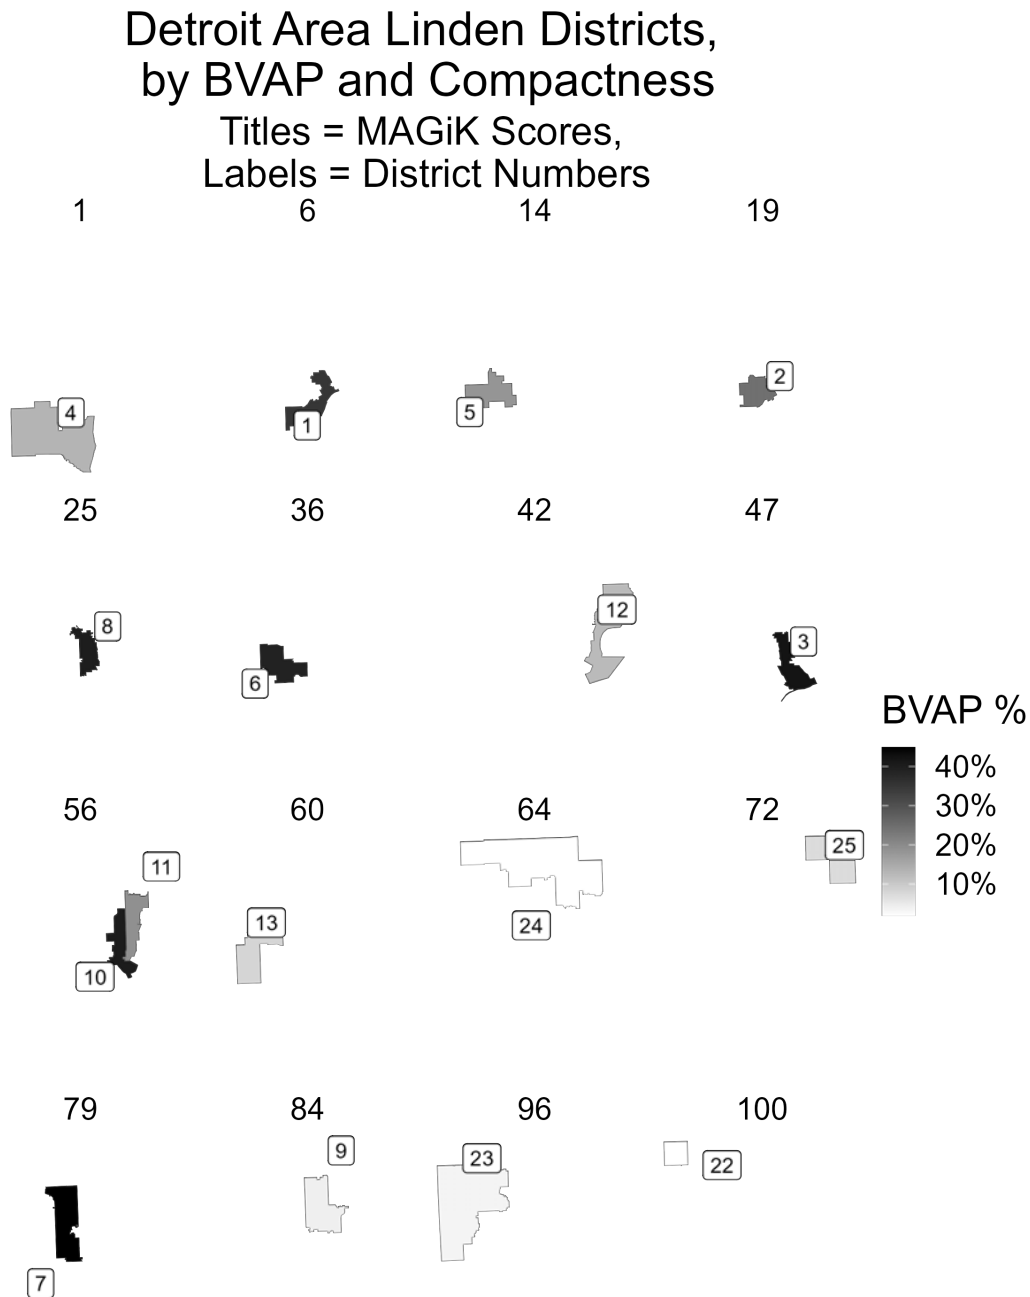 Detroit Area Linden Districts,
by BVAP and Compactness
Titles = MAGiK Scores,
Labels = District Numbers
1 6 14 19
4 1 5 2
25 36 42 47
8 6 12 3
BVAP %
40%
30%
20%
10%
56 60 64 72
11 10 13 24 25
79 84 96 100
7 9 23 22